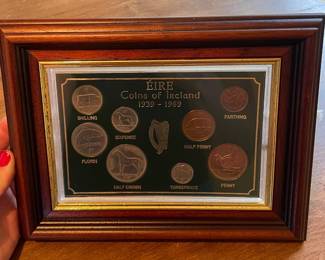 ÉIRE
Coins of Ireland
1939 - 1969
SHILLING
SIXPENCE
HALF PENNY
FARTHING
FLORIN
HALF CROWN
THREEPENCE
PENNY